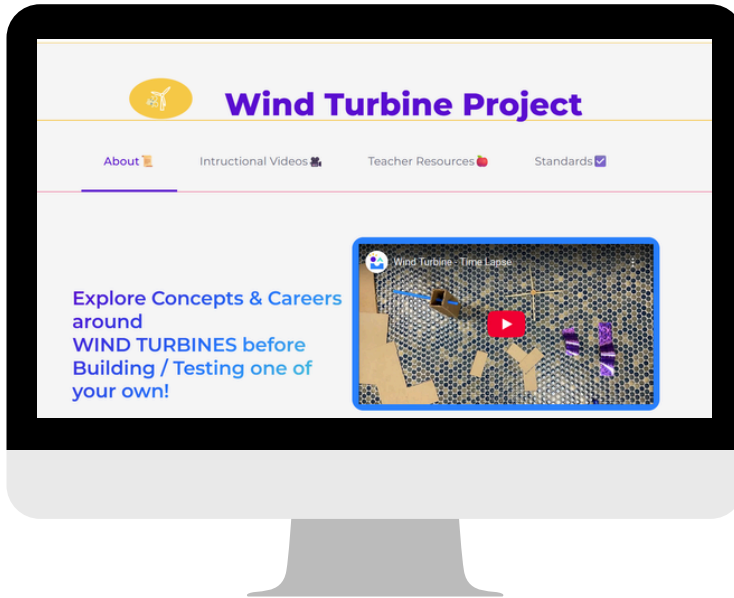 Wind Turbine Project
About📜
Intructional Videos🎥
Teacher Resources🍎
Standards☑️
Wind Turbine - Time Lapse
Explore Concepts & Careers
around
WIND TURBINES before
Building / Testing one of
your own!